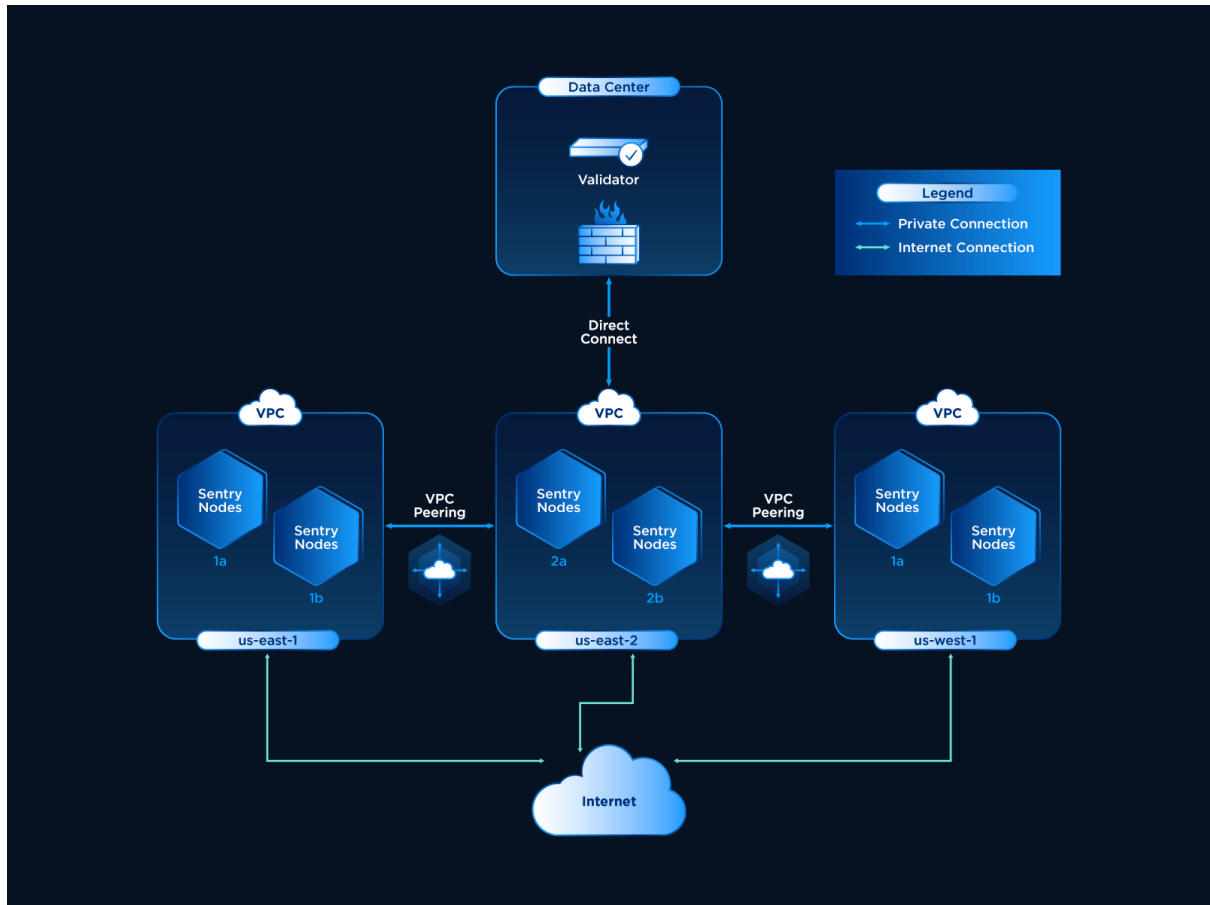 Data Center
Validator
Legend
Private Connection
Internet Connection
Direct
Connect
VPC
VPC
VPC
Sentry
Nodes
1a
Sentry
Nodes
1b
VPC
Peering
Sentry
Nodes
2a
Sentry
Nodes
2b
VPC
Peering
Sentry
Nodes
1a
Sentry
Nodes
1b
us-east-1
us-east-2
us-west-1
Internet